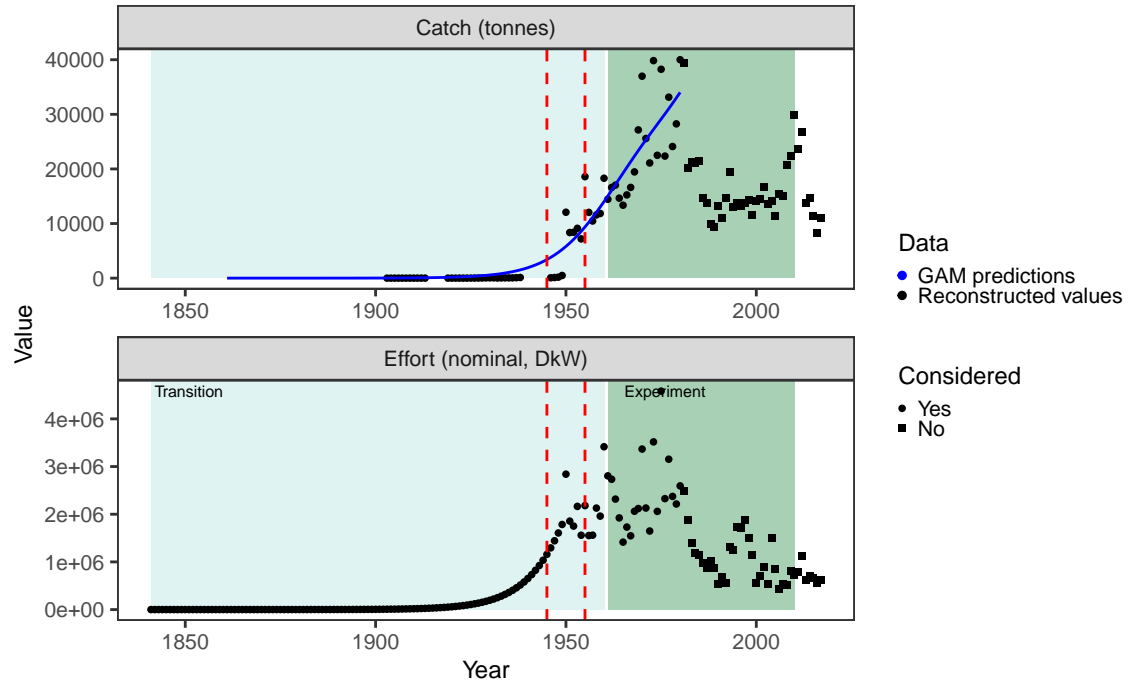 Catch (tonnes)
40000
30000
20000
10000
0
1850
1900
1950
2000
Effort (nominal, DkW)
Transition
Experiment
4e+06
3e+06
2e+06
1e+06
0e+00
1850
1900
1950
2000
Year
Value
Data
GAM predictions
Reconstructed values
Considered
Yes
No